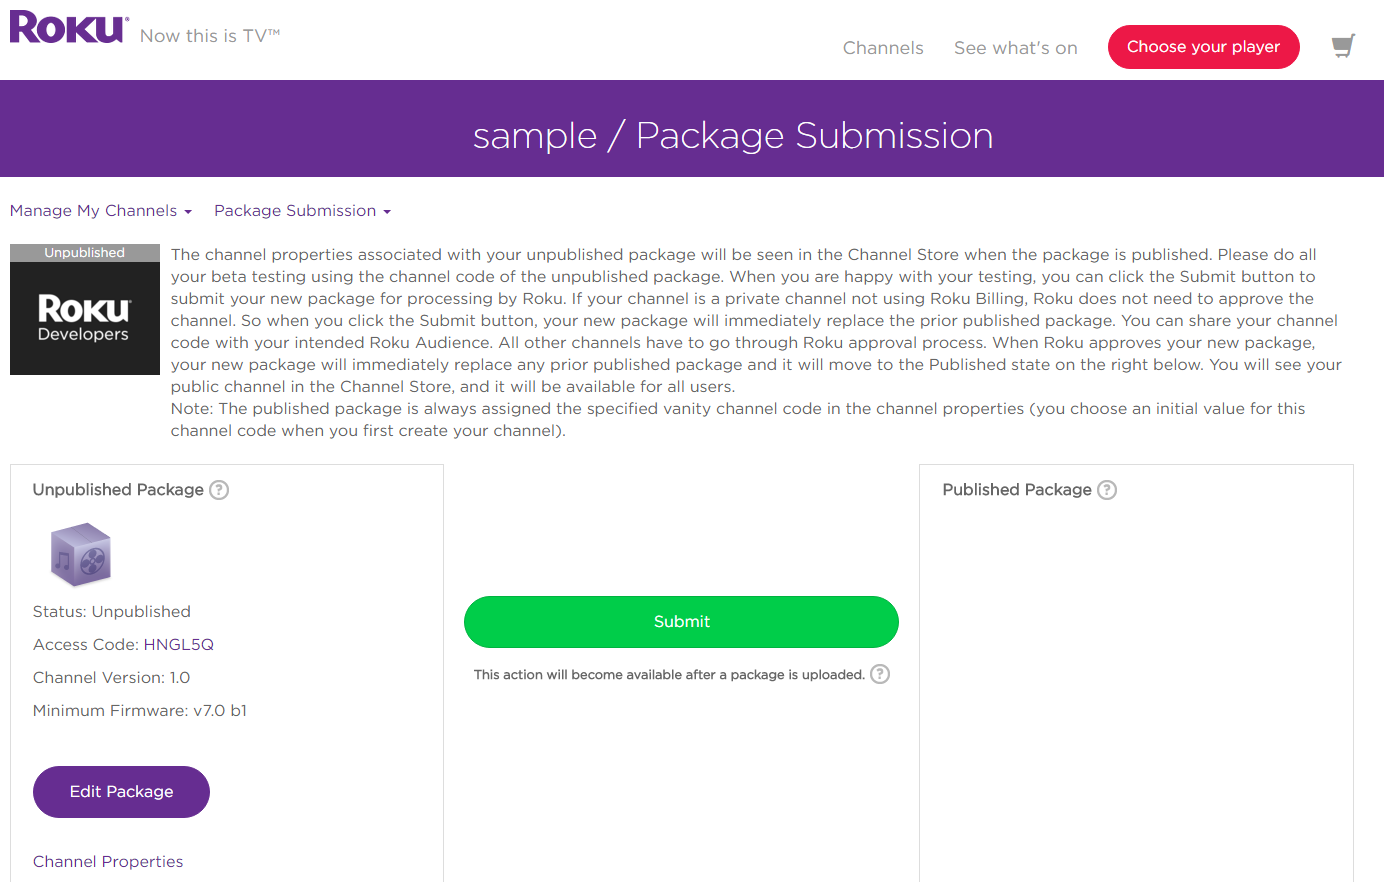 Roku® Now this is TV™
Channels See what's on Choose your player
sample / Package Submission
Manage My Channels Package Submission
Unpublished
Roku
Developers
The channel properties associated with your unpublished package will be seen in the Channel Store when the package is published. Please do all
your beta testing using the channel code of the unpublished package. When you are happy with your testing, you can click the Submit button to
submit your new package for processing by Roku. If your channel is a private channel not using Roku Billing, Roku does not need to approve the
channel. So when you click the Submit button, your new package will immediately replace the prior published package. You can share your channel
code with your intended Roku Audience. All other channels have to go through Roku approval process. When Roku approves your new package,
your new package will immediately replace any prior published package and it will move to the Published state on the right below. You will see your
public channel in the Channel Store, and it will be available for all users.
Note: The published package is always assigned the specified vanity channel code in the channel properties (you choose an initial value for this
channel code when you first create your channel).
Unpublished Package ?
Status: Unpublished
Access Code: HNGL5Q
Channel Version: 1.0
Minimum Firmware: v7.0 b1
Edit Package
Channel Properties
Submit
This action will become available after a package is uploaded. ?
Published Package ?